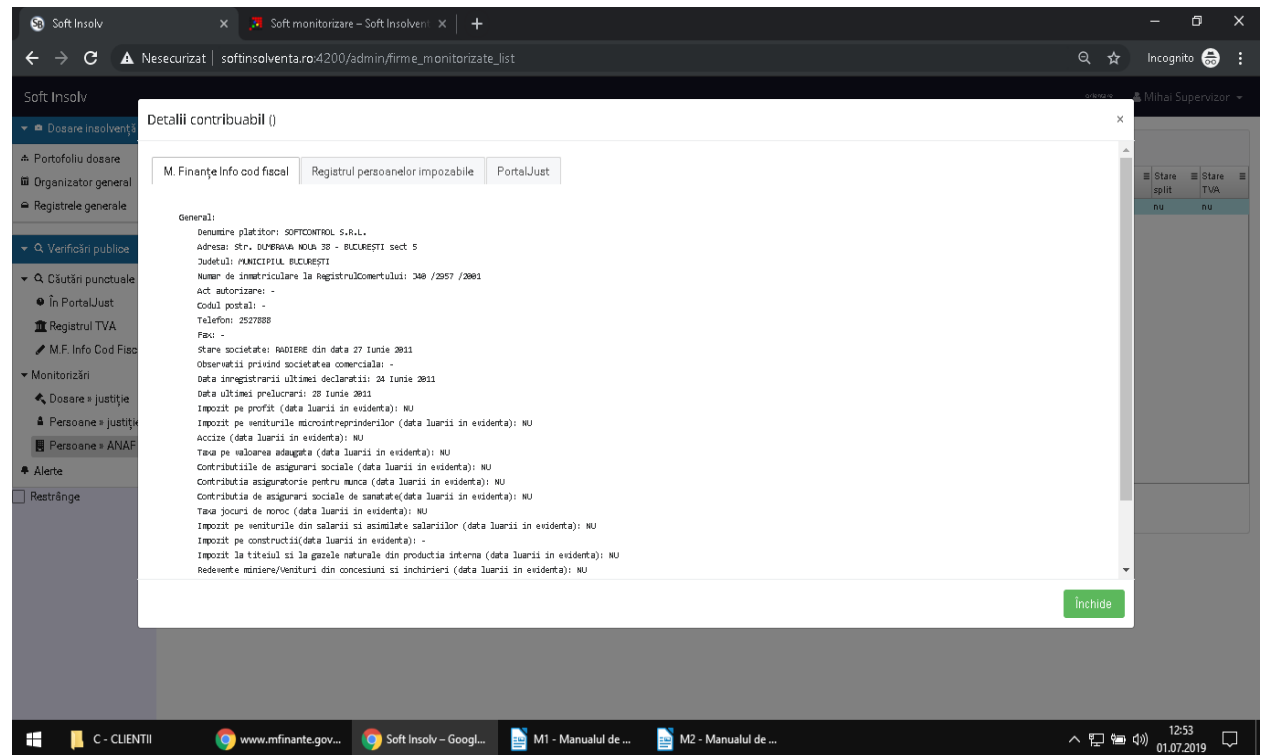 Soft Insolv
Soft monitorizare – Soft Insolvenț
Nesecurizat | softinsolventa.ro:4200/admin/firme_monitorizate_list
Incognito
Soft Insolv
Mihai Supervizor
Dosare insolvență
Portofoliu dosare
Organizator general
Registrele generale
Verificări publice
Căutări punctuale
În PortalJust
Registrul TVA
M.F. Info Cod Fisc
Monitorizări
Dosare » justiție
Persoane » justiție
Persoane » ANAF
Alerte
Restrânge
Detalii contribuabil ()
×
M. Finanțe Info cod fiscal
Registrul persoanelor impozabile
PortalJust
General:
Denumire platitor: SOFTCONTROL S.R.L.
Adresa: Str. DUMBRAVA NOUA 38 - BUCUREȘTI sect 5
Judetul: MUNICIPIUL BUCUREȘTI
Numar de inmatriculare la RegistrulComertului: J40 /2957 /2001
Act autorizare: -
Codul postal: -
Telefon: 2527888
Fax: -
Stare societate: RADIERE din data 27 Iunie 2011
Observatii privind societatea comerciala: -
Data inregistrarii ultimei declaratii: 24 Iunie 2011
Data ultimei prelucrari: 28 Iunie 2011
Impozit pe profit (data luarii in evidenta): NU
Impozit pe veniturile microintreprinderilor (data luarii in evidenta): NU
Accize (data luarii in evidenta): NU
Taxa pe valoarea adaugata (data luarii in evidenta): NU
Contributiile de asigurari sociale (data luarii in evidenta): NU
Contributia asiguratorie pentru munca (data luarii in evidenta): NU
Contributia de asigurari sociale de sanatate(data luarii in evidenta): NU
Taxa jocuri de noroc (data luarii in evidenta): NU
Impozit pe veniturile din salarii si asimilate salariilor (data luarii in evidenta): NU
Impozit pe constructii(data luarii in evidenta): -
Impozit la titeiul si la gazele naturale din productia interna (data luarii in evidenta): NU
Redevente miniere/Venituri din concesiuni si inchirieri (data luarii in evidenta): NU
Închide
Stare split
Stare TVA
nu
nu
C - CLIENTII
www.mfinante.gov...
Soft Insolv – Googl...
M1 - Manualul de ...
M2 - Manualul de ...
12:53
01.07.2019